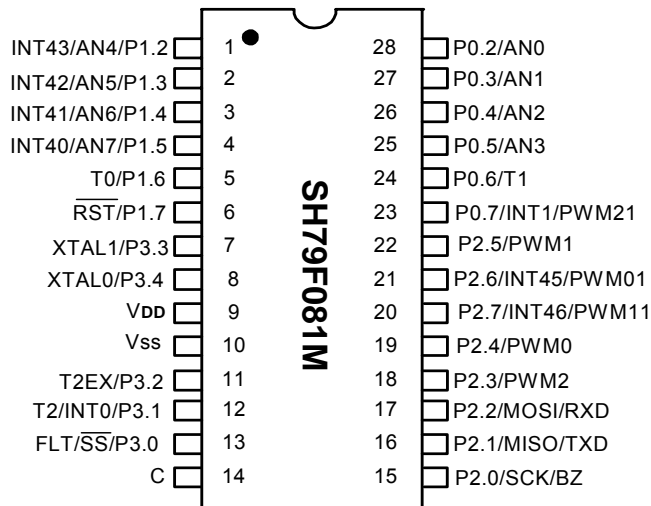 INT43/AN4/P1.2 1 28 P0.2/AN0
INT42/AN5/P1.3 2 27 P0.3/AN1
INT41/AN6/P1.4 3 26 P0.4/AN2
INT40/AN7/P1.5 4 25 P0.5/AN3
T0/P1.6 5 24 P0.6/T1
RST/P1.7 6 23 P0.7/INT1/PWM21
XTAL1/P3.3 7 22 P2.5/PWM1
XTAL0/P3.4 8 21 P2.6/INT45/PWM01
VDD 9 20 P2.7/INT46/PWM11
Vss 10 19 P2.4/PWM0
T2EX/P3.2 11 18 P2.3/PWM2
T2/INT0/P3.1 12 17 P2.2/MOSI/RXD
FLT/SS/P3.0 13 16 P2.1/MISO/TXD
C 14 15 P2.0/SCK/BZ
SH79F081M